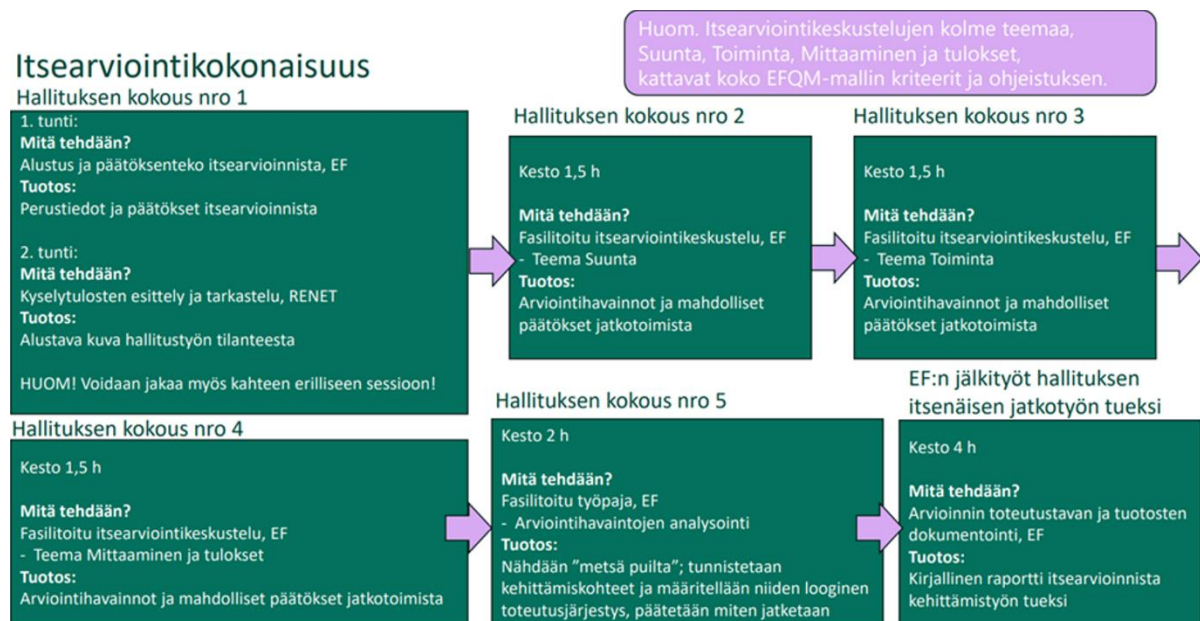 Huom. Itsearviointikeskustelujen kolme teemaa,
Suunta, Toiminta, Mittaaminen ja tulokset,
kattavat koko EFQM-mallin kriteerit ja ohjeistuksen.
Itsearviointikokonaisuus
Hallituksen kokous nro 1
1. tunti:
Mitä tehdään?
Alustus ja päätöksenteko itsearvioinnista, EF
Tuotos:
Perustiedot ja päätökset itsearvioinnista
2. tunti:
Mitä tehdään?
Kyselytulosten esittely ja tarkastelu, RENET
Tuotos:
Alustava kuva hallitustyön tilanteesta
HUOM! Voidaan jakaa myös kahteen erilliseen sessioon!
Hallituksen kokous nro 2
Kesto 1,5 h
Mitä tehdään?
Fasilitoitu itsearviointikeskustelu, EF
- Teema Suunta
Tuotos:
Arviointihavainnot ja mahdolliset
päätökset jatkotoimista
Hallituksen kokous nro 3
Kesto 1,5 h
Mitä tehdään?
Fasilitoitu itsearviointikeskustelu, EF
- Teema Toiminta
Tuotos:
Arviointihavainnot ja mahdolliset
päätökset jatkotoimista
Hallituksen kokous nro 4
Kesto 1,5 h
Mitä tehdään?
Fasilitoitu itsearviointikeskustelu, EF
- Teema Mittaaminen ja tulokset
Tuotos:
Arviointihavainnot ja mahdolliset päätökset jatkotoimista
Hallituksen kokous nro 5
Kesto 2 h
Mitä tehdään?
Fasilitoitu työpaja, EF
- Arviointihavaintojen analysointi
Tuotos:
Nähdään ”metsä puilta”; tunnistetaan
kehittämiskohteet ja määritellään niiden looginen
toteutusjärjestys, päätetään miten jatketaan
EF:n jälkityöt hallituksen
itsenäisen jatkotyön tueksi
Kesto 4 h
Mitä tehdään?
Arvioinnin toteutustavan ja tuotosten
dokumentointi, EF
Tuotos:
Kirjallinen raportti itsearvioinnista
kehittämistyön tueksi